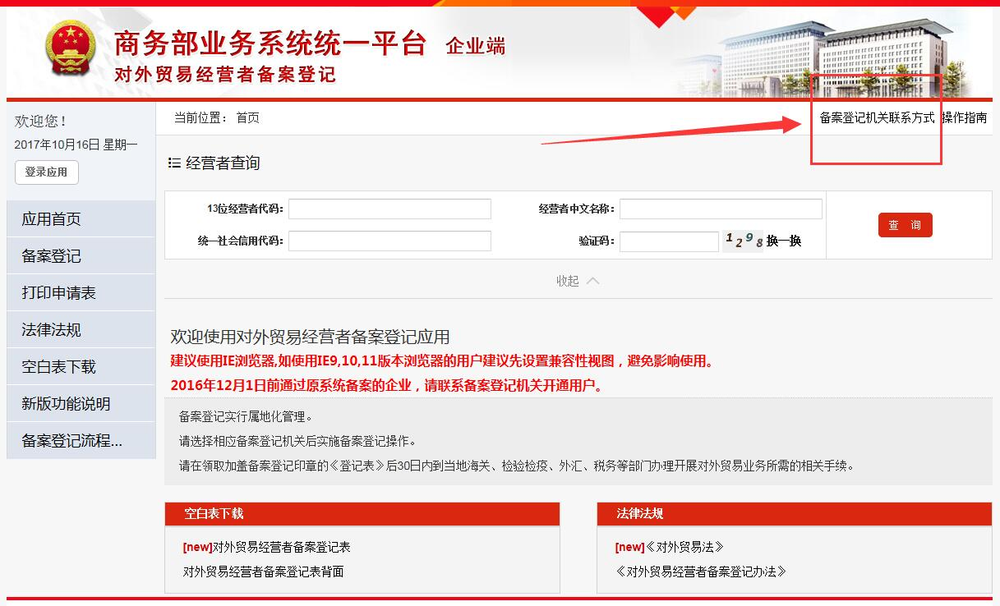 商务部业务系统统一平台 企业端
对外贸易经营者备案登记
欢迎您!
2017年10月16日 星期一
登录应用
应用首页
备案登记
打印申请表
法律法规
空白表下载
新版功能说明
备案登记流程...
当前位置： 首页
备案登记机关联系方式 操作指南
经营者查询
13位经营者代码:
经营者中文名称:
统一社会信用代码:
验证码:
1298 换一换
查 询
收起
欢迎使用对外贸易经营者备案登记应用
建议使用IE浏览器,如使用IE9,10,11版本浏览器的用户建议先设置兼容性视图，避免影响使用。
2016年12月1日前通过原系统备案的企业，请联系备案登记机关开通用户。
备案登记实行属地化管理。
请选择相应备案登记机关后实施备案登记操作。
请在领取加盖备案登记印章的《登记表》后30日内到当地海关、检验检疫、外汇、税务等部门办理开展对外贸易业务所需的相关手续。
空白表下载
[new]对外贸易经营者备案登记表
对外贸易经营者备案登记表背面
法律法规
[new]《对外贸易法》
《对外贸易经营者备案登记办法》